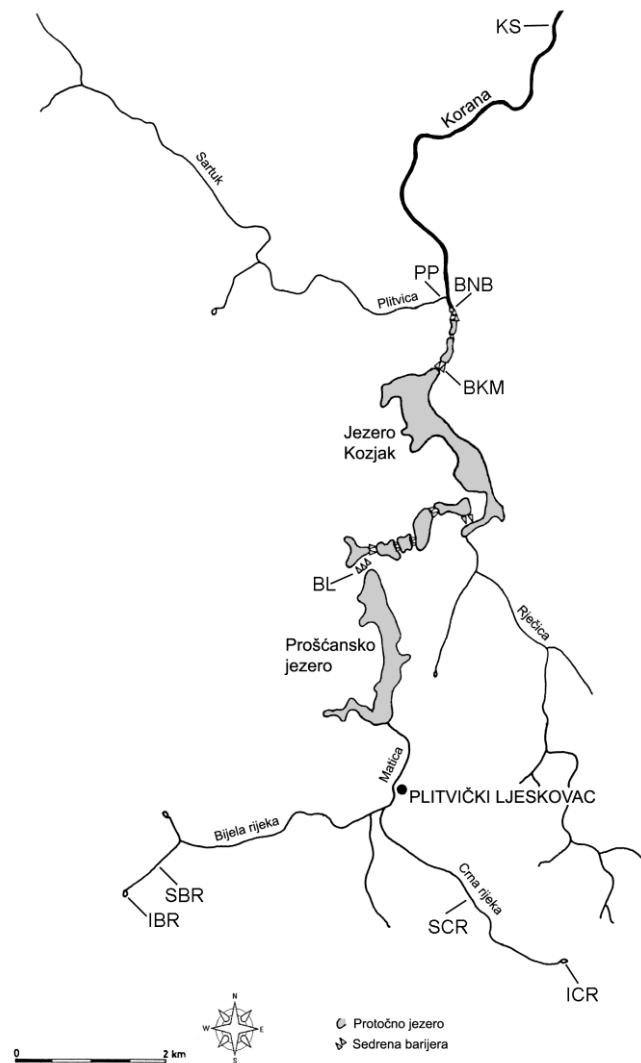 KS
Korana
Sartuk
PP
BNB
Plitvica
BKM
Jezero
Kozjak
BL
Rječica
Prošćansko
jezero
Matica
PLITVIČKI LJESKOVAC
Bijela rijeka
Crna rijeka
SBR
IBR
SCR
ICR
N
W
E
S
0
2 km
Protočno jezero
Sedrena barijera